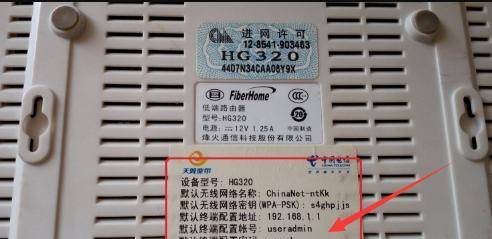 进网许可
12-8541-903463
HG320
4407N34CAA08Y9X
FiberHome
低端路由器
型号:HG320
电源: 12V 1.25A
中国制造
烽火通信科技股份有限公司
中国电信
设备型号: HG320
默认无线网络名称: ChinaNet-ntKk
默认无线网络密钥(WPA-PSK): s4ghpjjs
默认终端配置地址: 192.168.1.1
默认终端配置帐号: useradmin